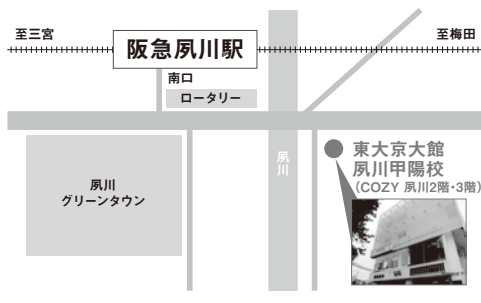 至三宮
阪急夙川駅
至梅田
南口
ロータリー
夙川
夙川
グリーンタウン
東大京大館
夙川甲陽校
（COZY 夙川2階・3階）